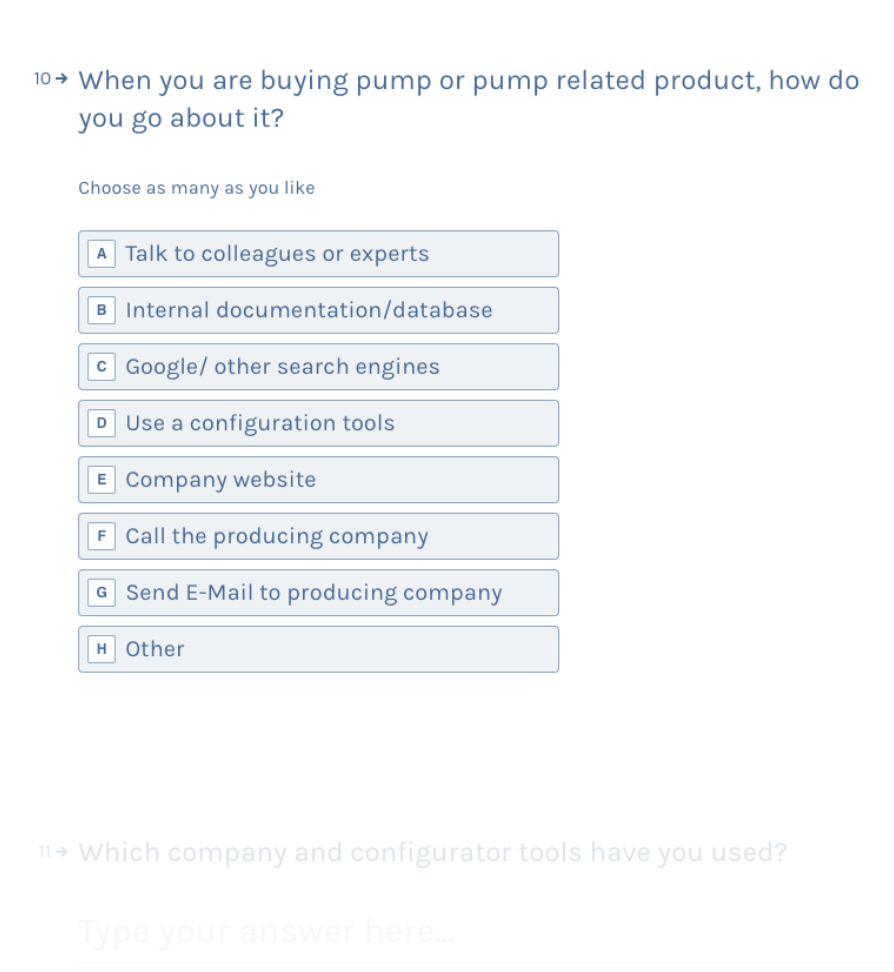 10→ When you are buying pump or pump related product, how do
you go about it?
Choose as many as you like
A Talk to colleagues or experts
B Internal documentation/database
C Google/ other search engines
D Use a configuration tools
E Company website
F Call the producing company
G Send E-Mail to producing company
H Other
11→ Which company and configurator tools have you used?
Type your answer here...